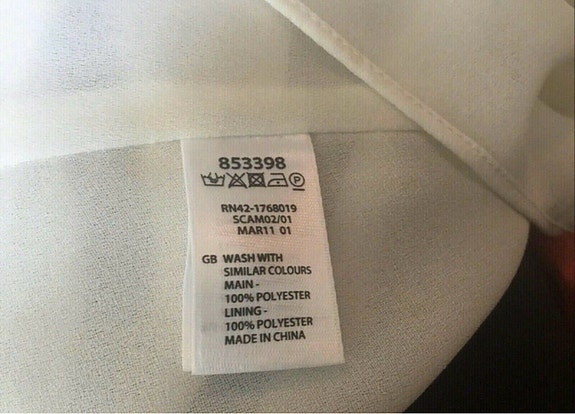 853398
RN42-1768019
SCAM02/01
MAR11 01
GB WASH WITH
SIMILAR COLOURS
MAIN -
100% POLYESTER
LINING -
100% POLYESTER
MADE IN CHINA